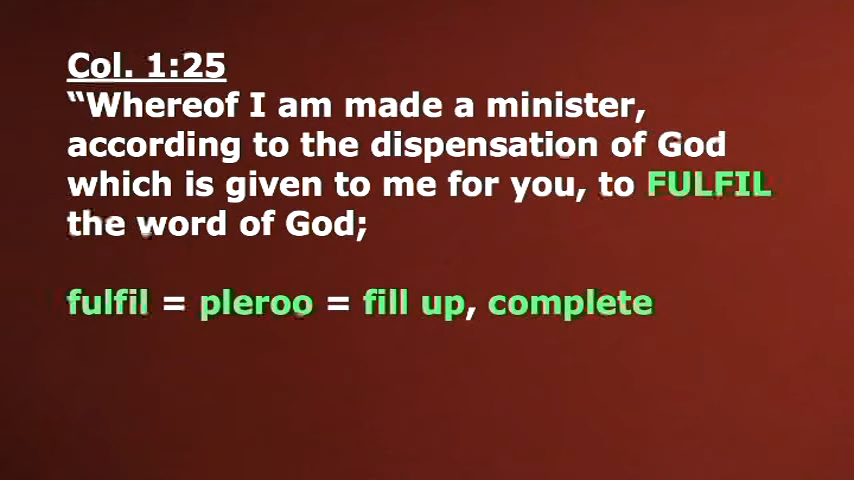 Col. 1:25
“Whereof I am made a minister,
according to the dispensation of God
which is given to me for you, to FULFIL
the word of God;
fulfil = pleroo = fill up, complete